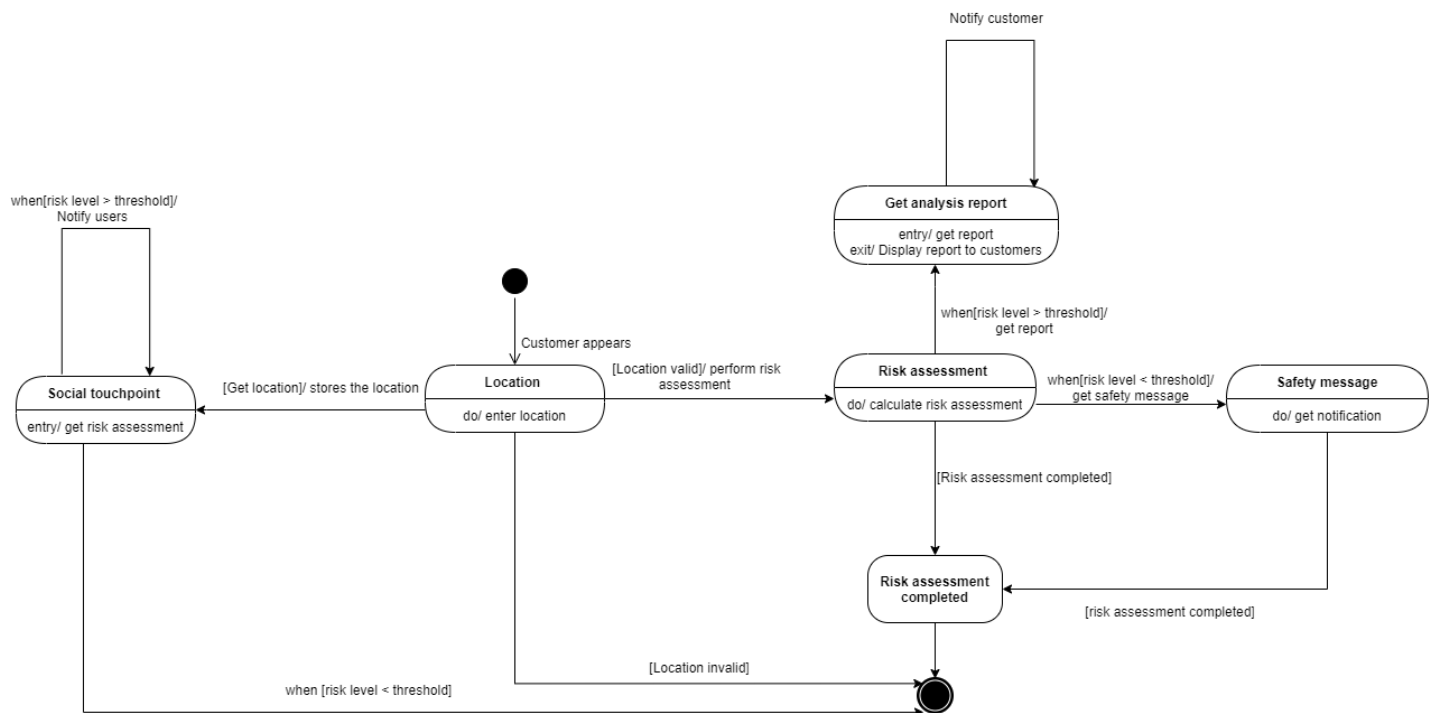 Notify customer
when[risk level > threshold]/
Notify users
Get analysis report
entry/ get report
exit/ Display report to customers
when[risk level > threshold]/
get report
Customer appears
Social touchpoint
entry/ get risk assessment
[Get location]/ stores the location
Location
do/ enter location
[Location valid]/ perform risk
assessment
Risk assessment
do/ calculate risk assessment
when[risk level < threshold]/
get safety message
Safety message
do/ get notification
[Risk assessment completed]
Risk assessment
completed
[risk assessment completed]
[Location invalid]
when [risk level < threshold]